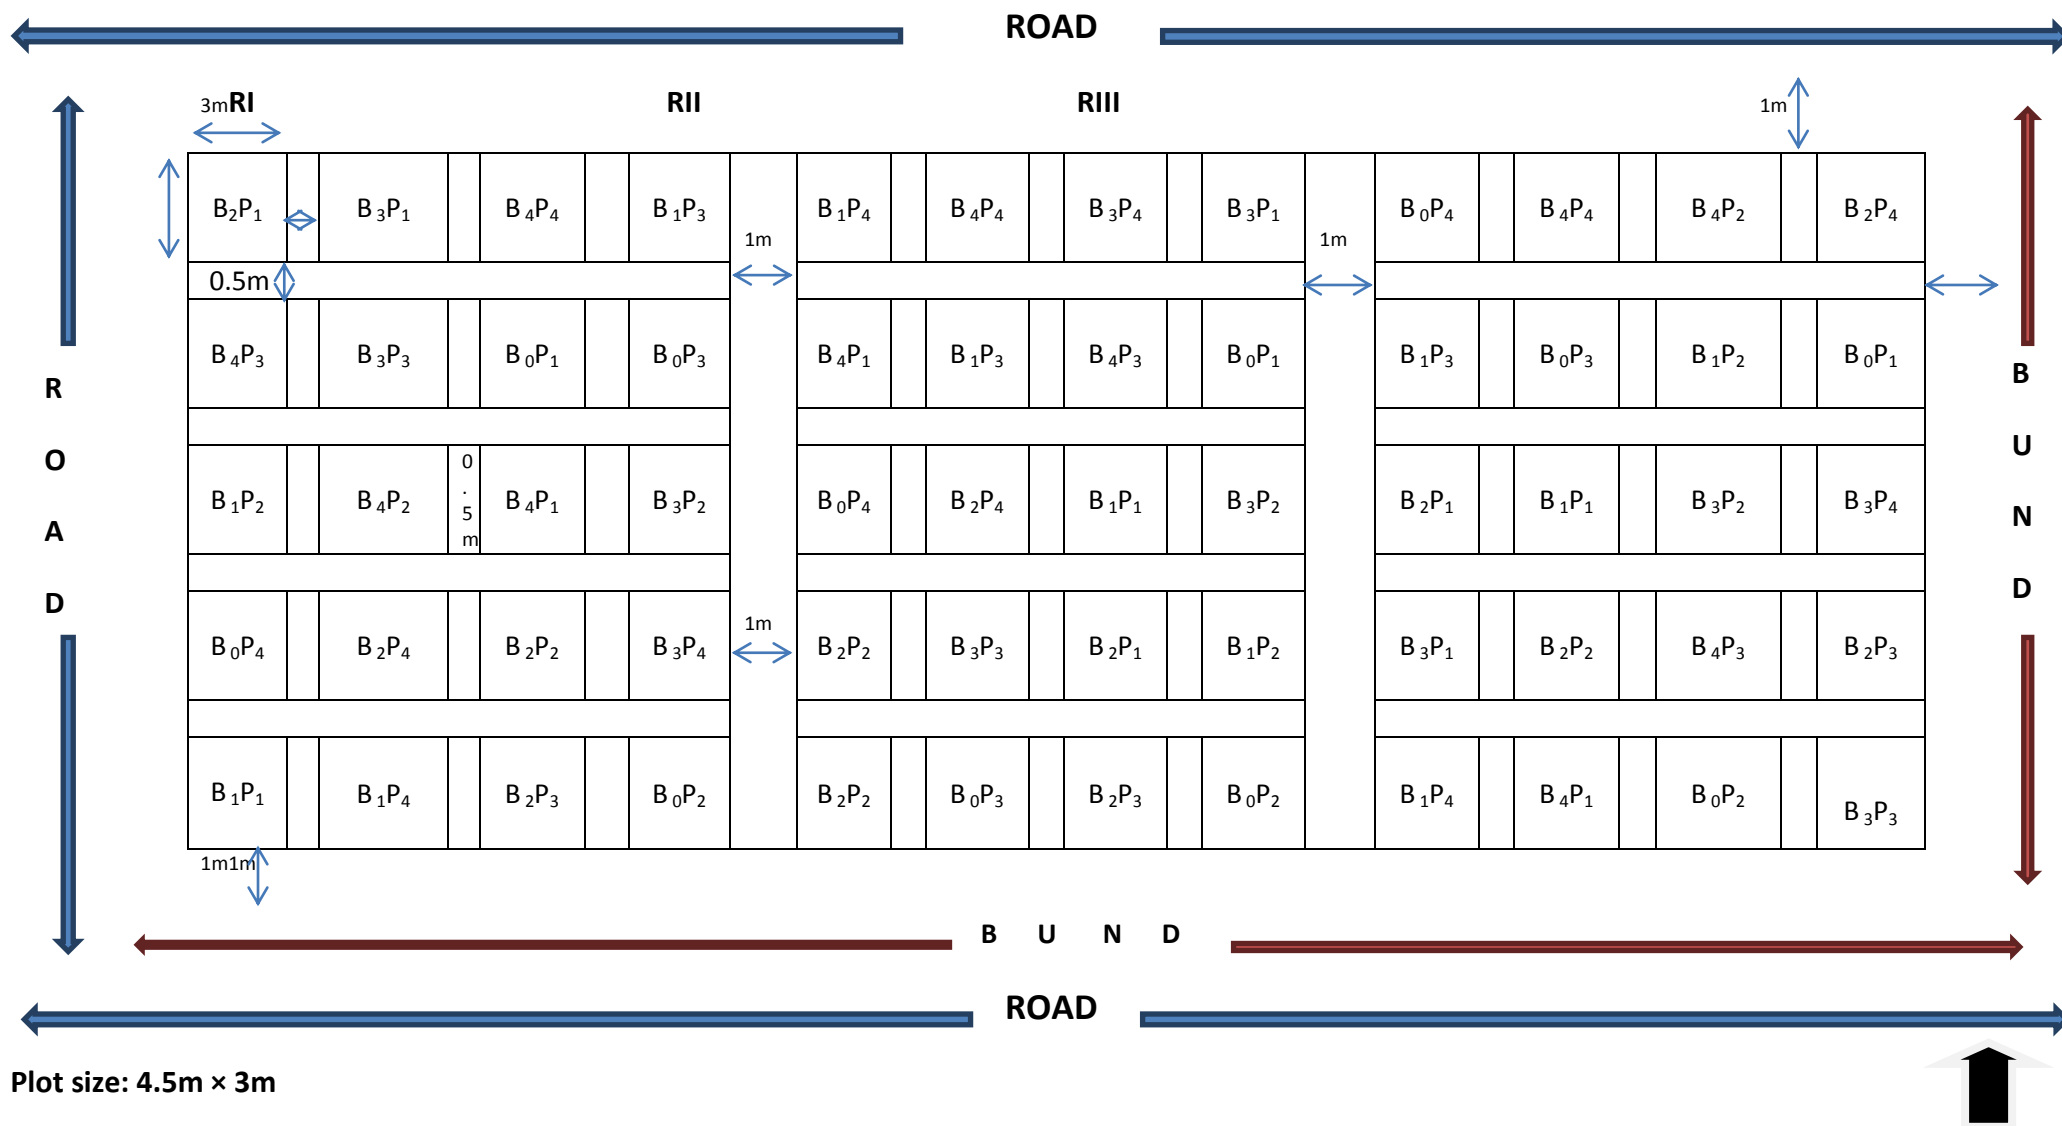 ROAD
3mRI RII RIII 1m
B₂P₁ B₃P₁ B₄P₄ B₁P₃ B₁P₄ B₄P₄ B₃P₄ B₃P₁ B₀P₄ B₄P₄ B₄P₂ B₂P₄
1m 1m
0.5m
B₄P₃ B₃P₃ B₀P₁ B₀P₃ B₄P₁ B₁P₃ B₄P₃ B₀P₁ B₁P₃ B₀P₃ B₁P₂ B₀P₁
B₁P₂ B₄P₂ 0.5m B₄P₁ B₃P₂ B₀P₄ B₂P₄ B₁P₁ B₃P₂ B₂P₁ B₁P₁ B₃P₂ B₃P₄
1m
B₀P₄ B₂P₄ B₂P₂ B₃P₄ B₂P₂ B₃P₃ B₂P₁ B₁P₂ B₃P₁ B₂P₂ B₄P₃ B₂P₃
B₁P₁ B₁P₄ B₂P₃ B₀P₂ B₂P₂ B₀P₃ B₂P₃ B₀P₂ B₁P₄ B₄P₁ B₀P₂ B₃P₃
1m1m
R
O
A
D
B
U
N
D
B U N D
ROAD
Plot size: 4.5m × 3m